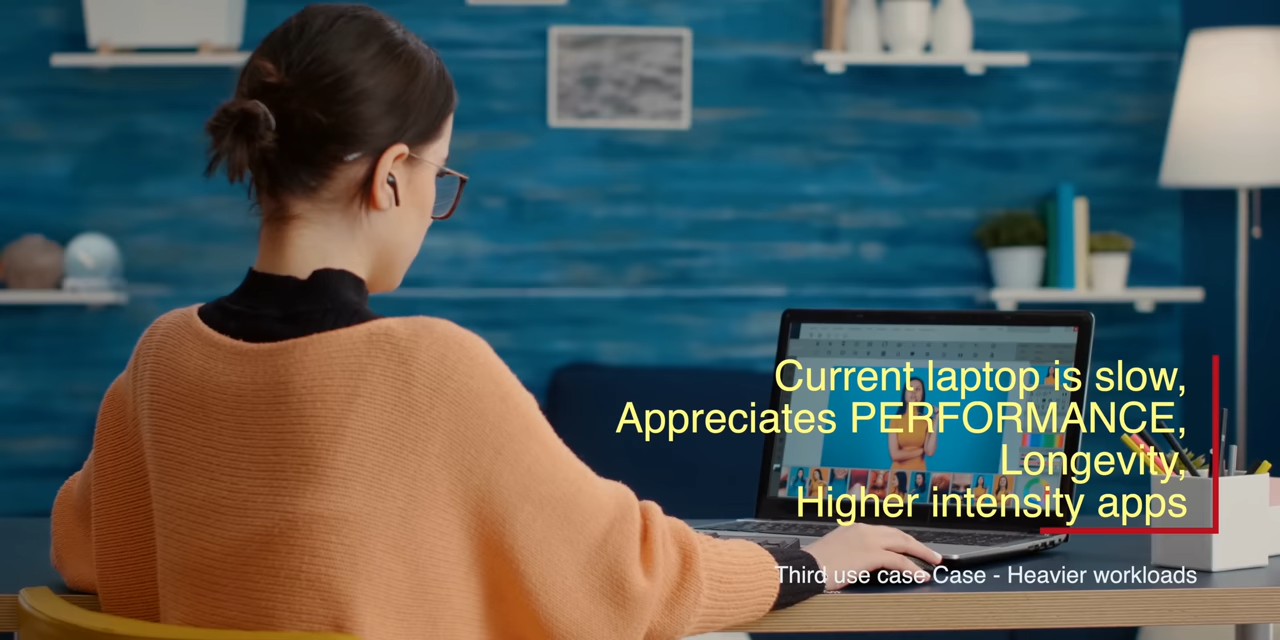 Current laptop is slow,
Appreciates PERFORMANCE,
Longevity,
Higher intensity apps
Third use case Case - Heavier workloads